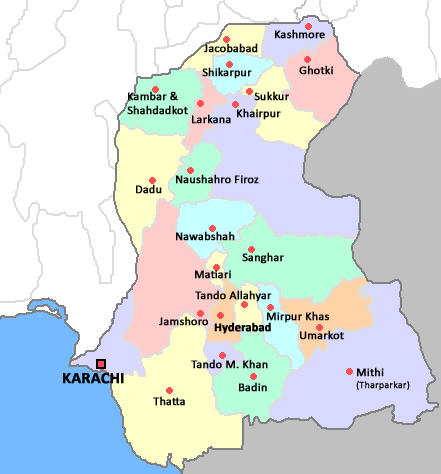 Kashmore
Jacobabad
Shikarpur
Ghotki
Kambar &
Shahdadkot
Sukkur
Larkana
Khairpur
Naushahro Firoz
Dadu
Nawabshah
Sanghar
Matiari
Tando Allahyar
Mirpur Khas
Jamshoro
Hyderabad
Umarkot
Tando M. Khan
KARACHI
Mithi
(Tharparkar)
Badin
Thatta